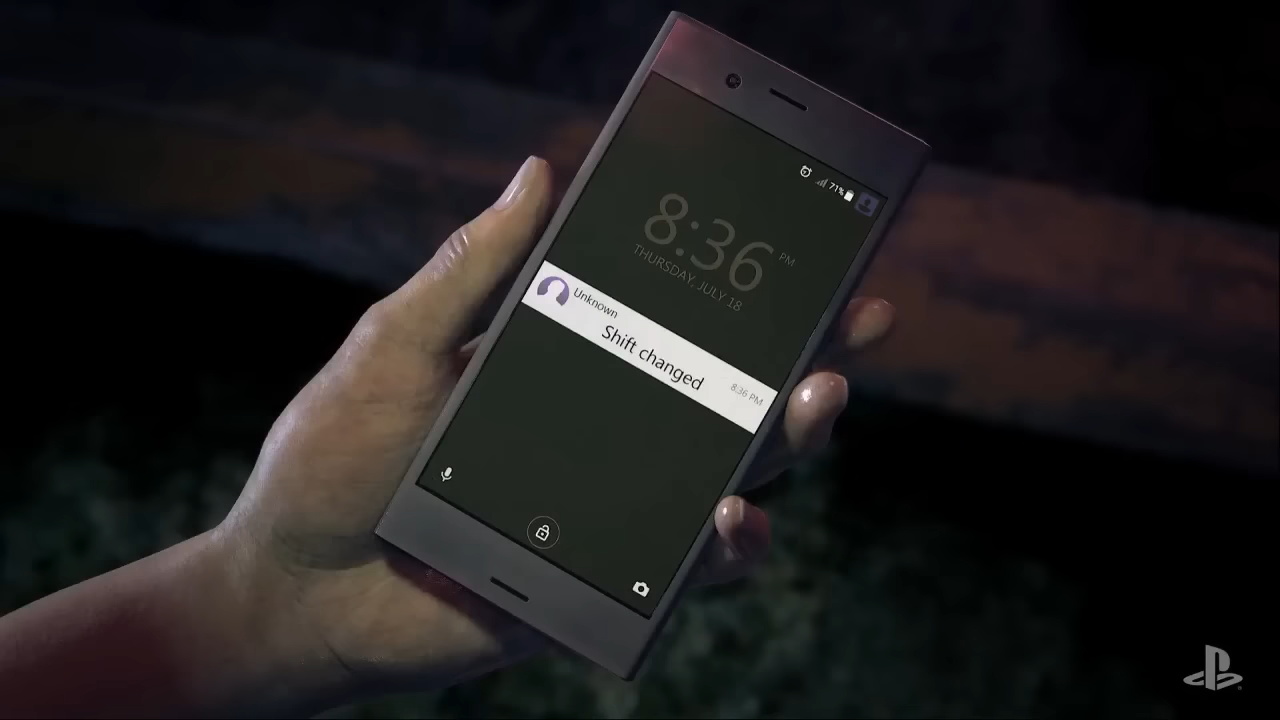 71%
8:36 PM
THURSDAY, JULY 18
Unknown
Shift changed
8:36 PM